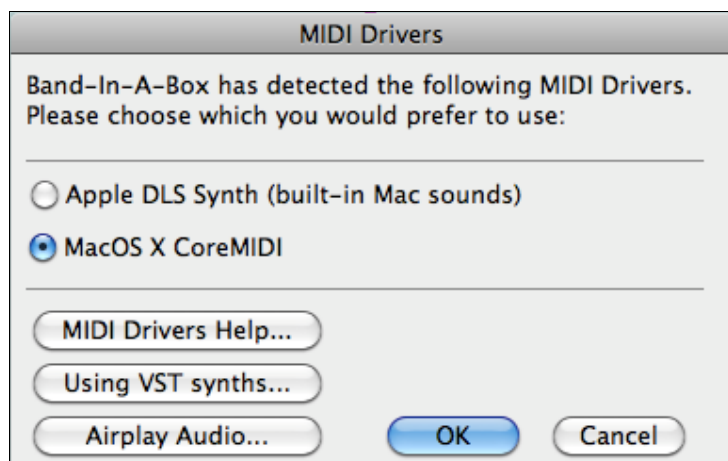 MIDI Drivers
Band-In-A-Box has detected the following MIDI Drivers.
Please choose which you would prefer to use:
Apple DLS Synth (built-in Mac sounds)
MacOS X CoreMIDI
MIDI Drivers Help...
Using VST synths...
Airplay Audio...
OK
Cancel